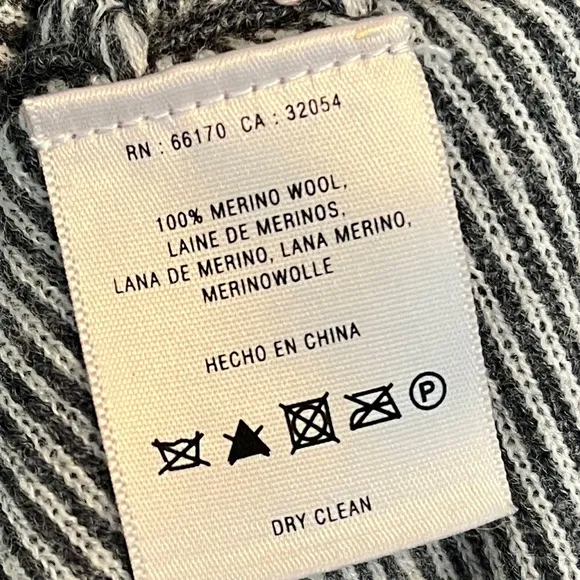 RN : 66170 CA : 32054
100% MERINO WOOL,
LAINE DE MERINOS,
LANA DE MERINO, LANA MERINO,
MERINOWOLLE
HECHO EN CHINA
P
DRY CLEAN